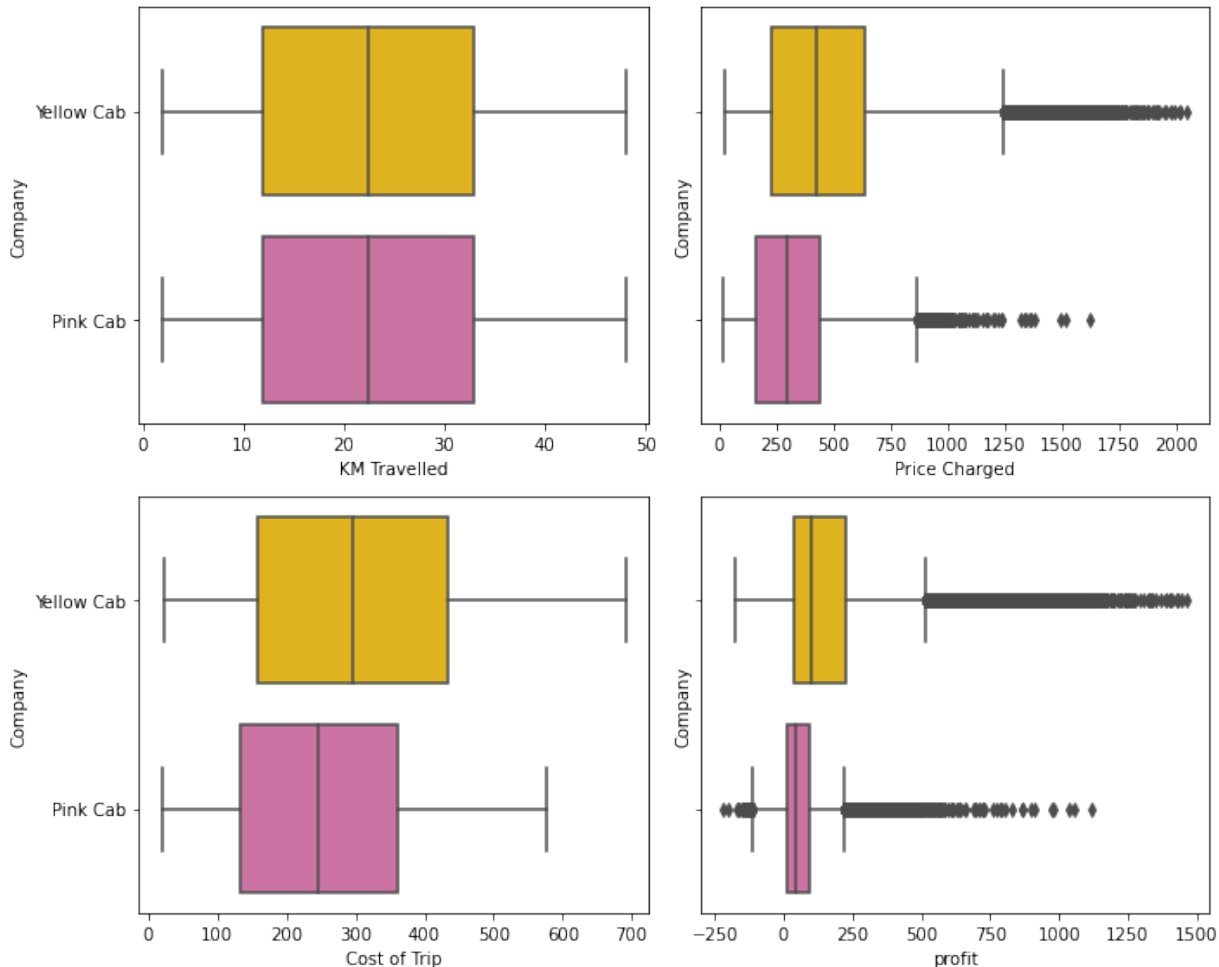 Company
Yellow Cab
Pink Cab
0 10 20 30 40 50
KM Travelled
Company
0 250 500 750 1000 1250 1500 1750 2000
Price Charged
Company
Yellow Cab
Pink Cab
0 100 200 300 400 500 600 700
Cost of Trip
Company
−250 0 250 500 750 1000 1250 1500
profit